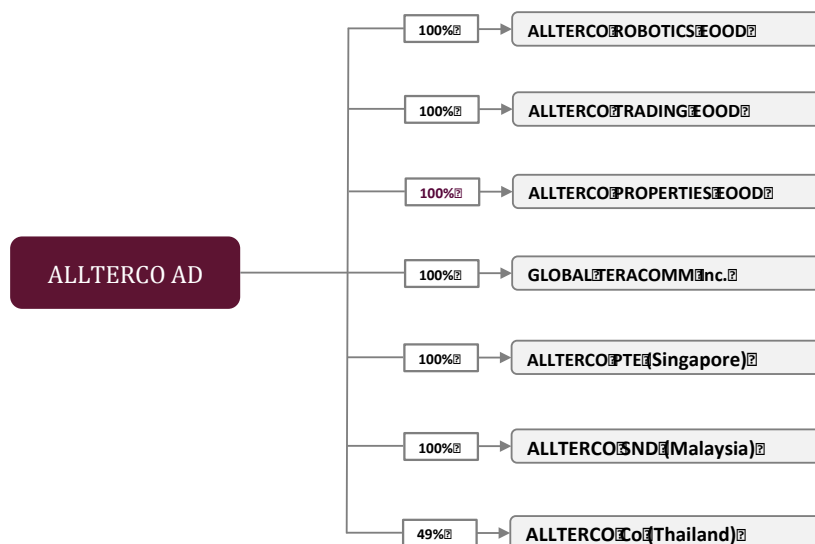 100%
ALLTERCO ROBOTICS EOOD
100%
ALLTERCO TRADING EOOD
100%
ALLTERCO PROPERTIES EOOD
ALLTERCO AD
100%
GLOBAL TERACOMM Inc.
100%
ALLTERCO PTE (Singapore)
100%
ALLTERCO SND (Malaysia)
49%
ALLTERCO Co (Thailand)